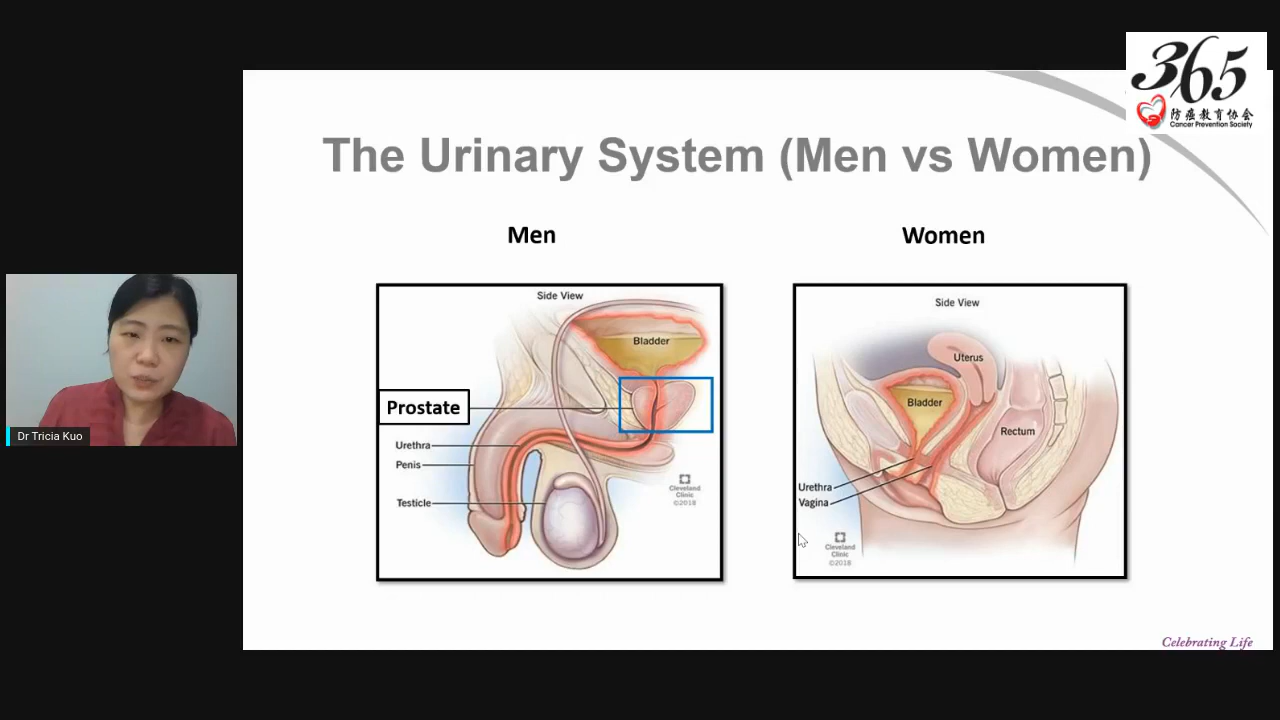 365
防癌教育协会
Cancer Prevention Society
The Urinary System (Men vs Women)
Men
Women
Side View
Bladder
Prostate
Urethra
Penis
Testicle
Cleveland
Clinic
©2018
Side View
Uterus
Bladder
Rectum
Urethra
Vagina
Cleveland
Clinic
©2018
Dr Tricia Kuo
Celebrating Life